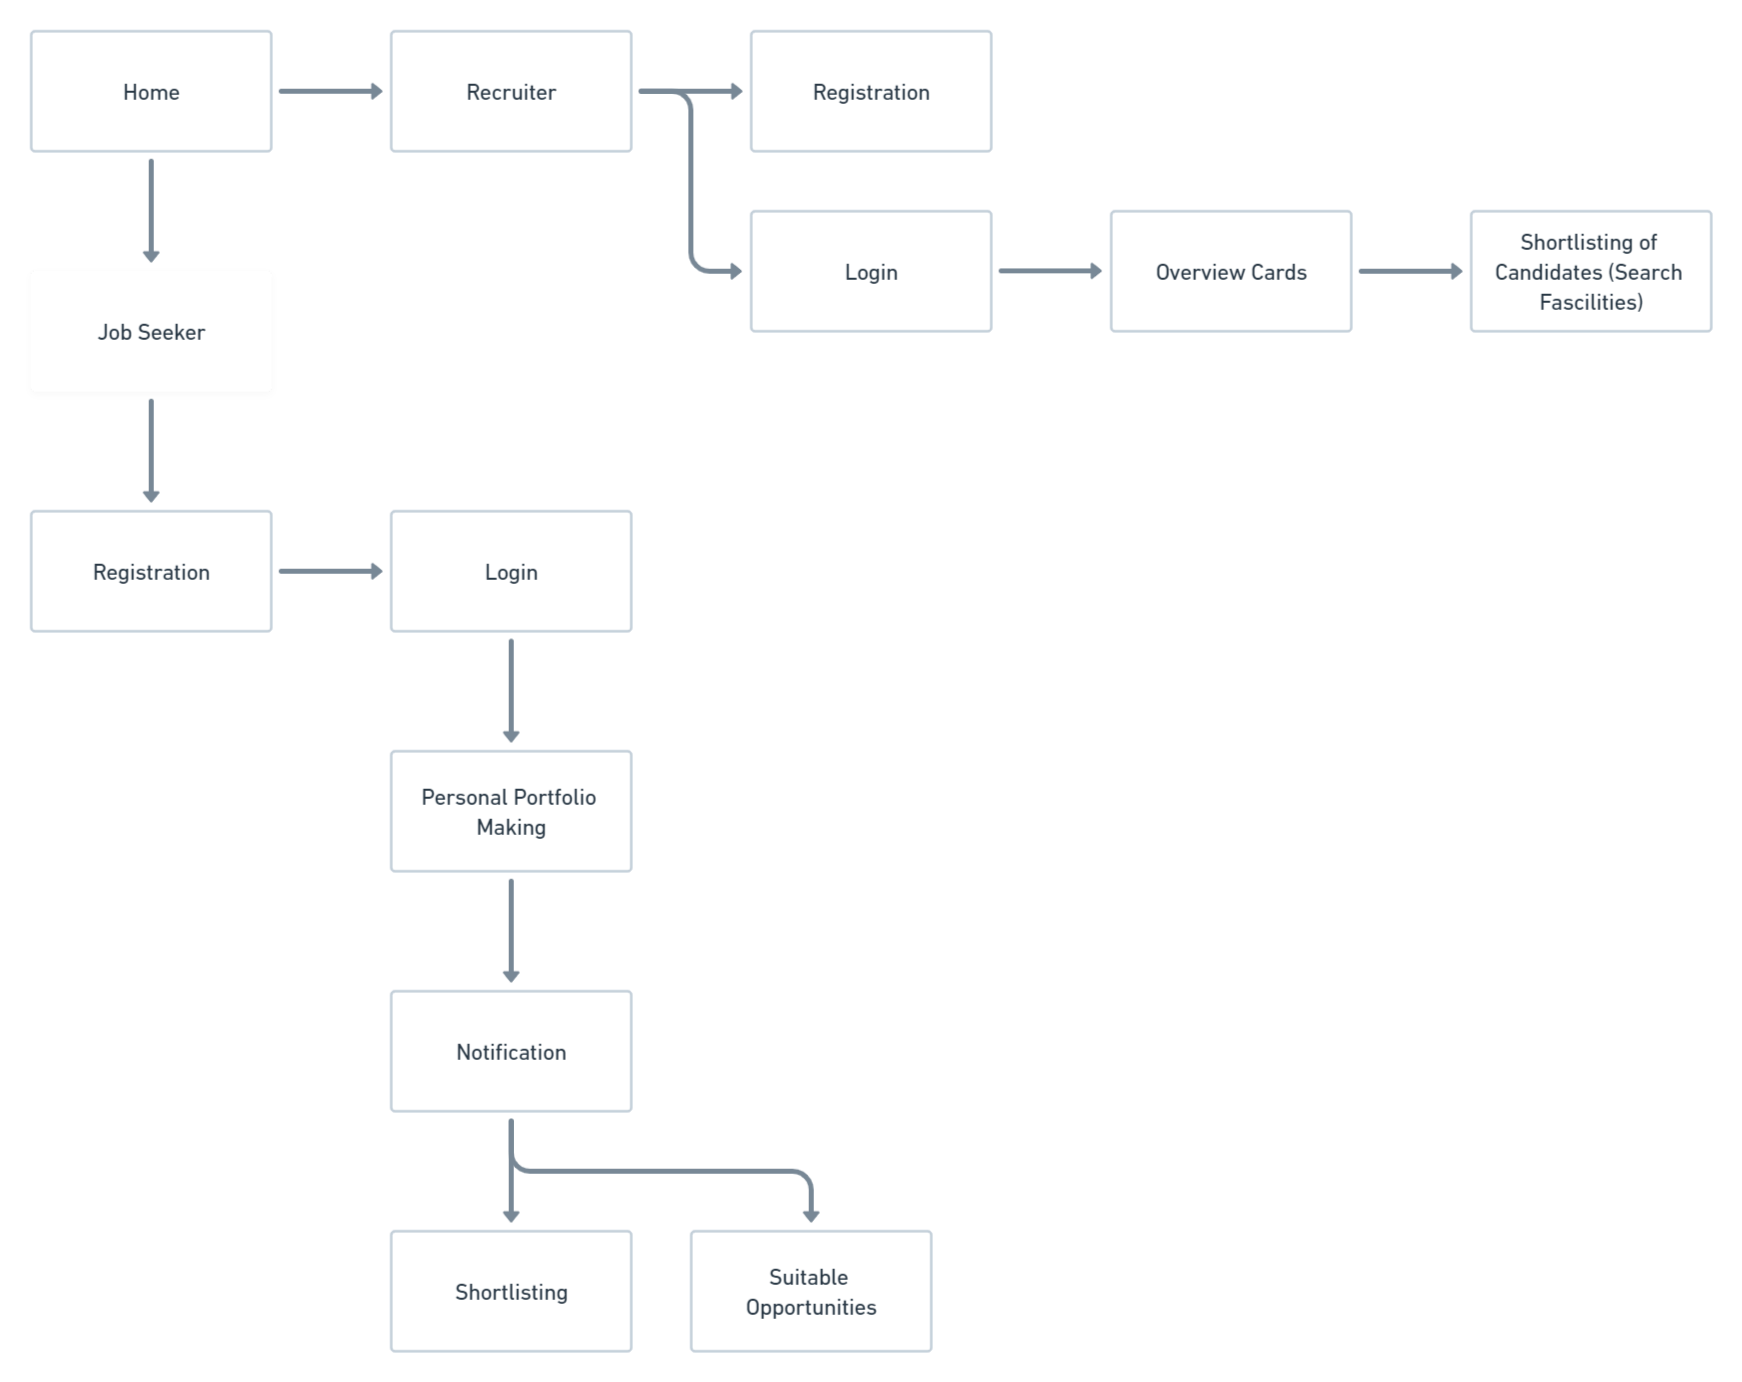 Home
Recruiter
Registration
Login
Overview Cards
Shortlisting of
Candidates (Search
Fascilities)
Job Seeker
Registration
Login
Personal Portfolio
Making
Notification
Shortlisting
Suitable
Opportunities